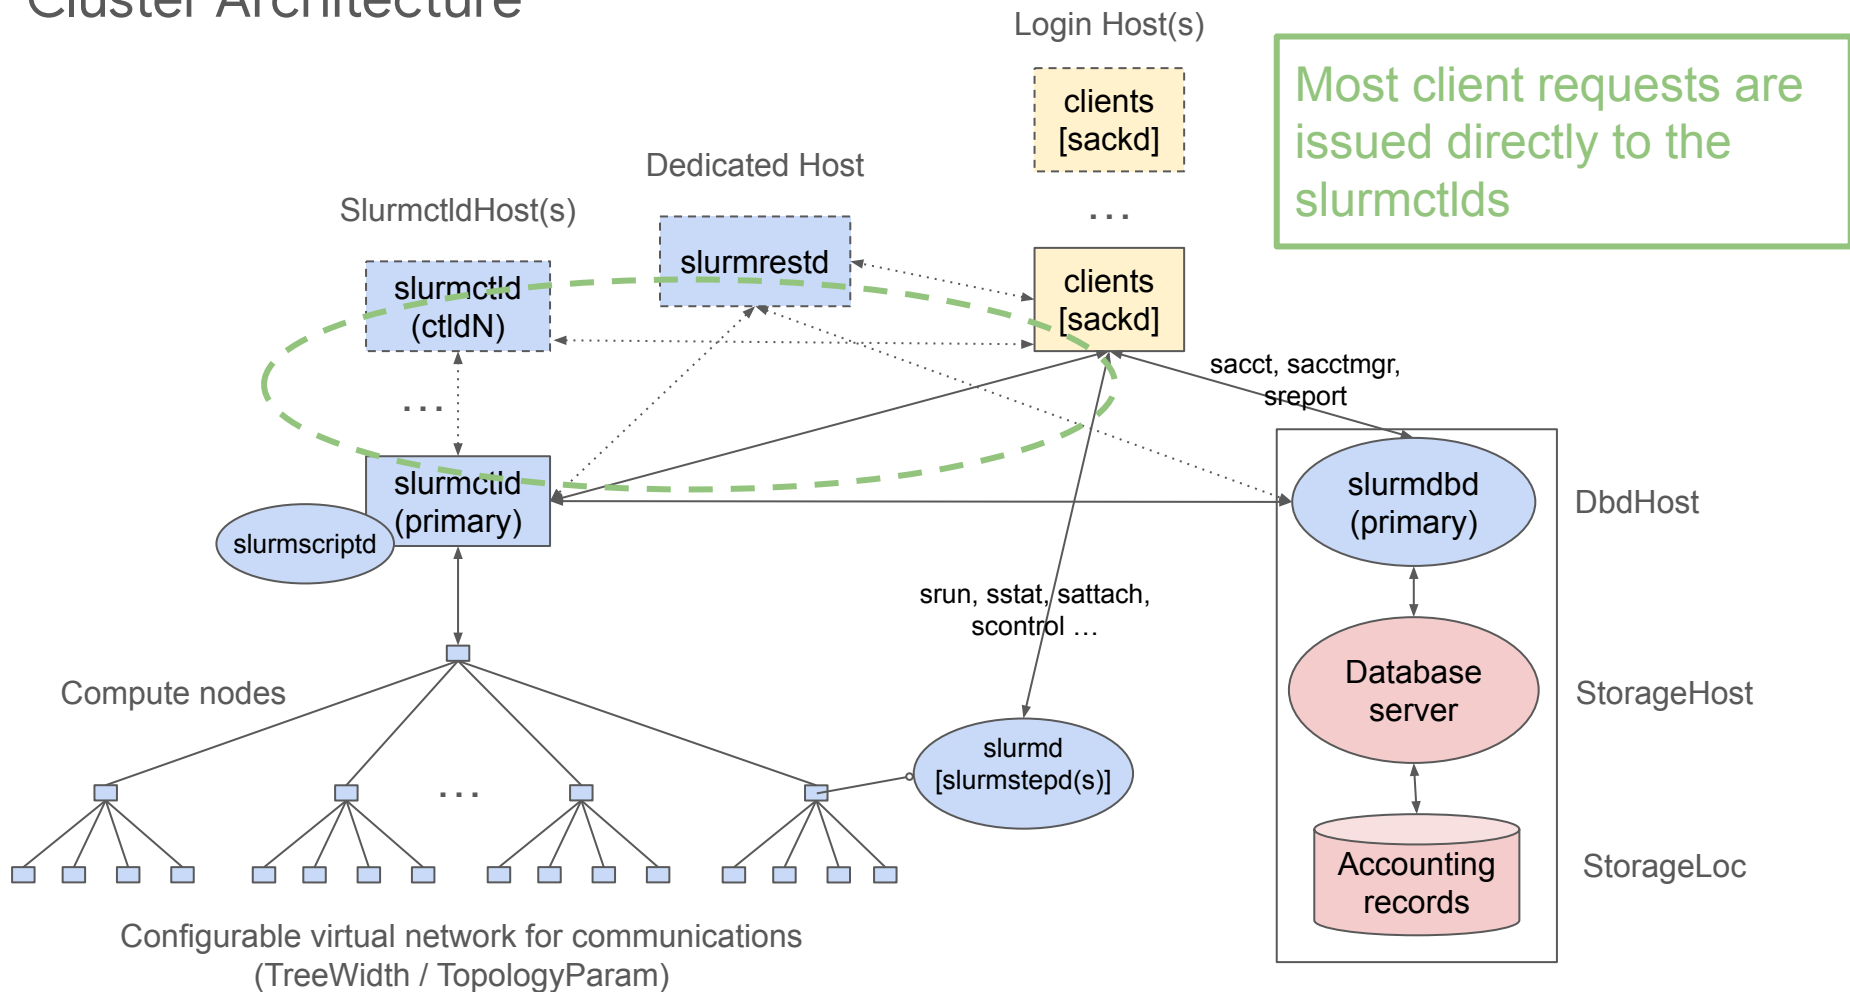 Cluster Architecture
Login Host(s)
clients
[sackd]
...
clients
[sackd]
Most client requests are
issued directly to the
slurmctlds
Dedicated Host
slurmrestd
SlurmctldHost(s)
slurmctld
(ctldN)
...
slurmctld
(primary)
slurmscriptd
sacct, sacctmgr,
sreport
slurmdbd
(primary)
DbdHost
srun, sstat, sattach,
scontrol …
Database
server
StorageHost
Compute nodes
...
slurmd
[slurmstepd(s)]
Accounting
records
StorageLoc
Configurable virtual network for communications
(TreeWidth / TopologyParam)